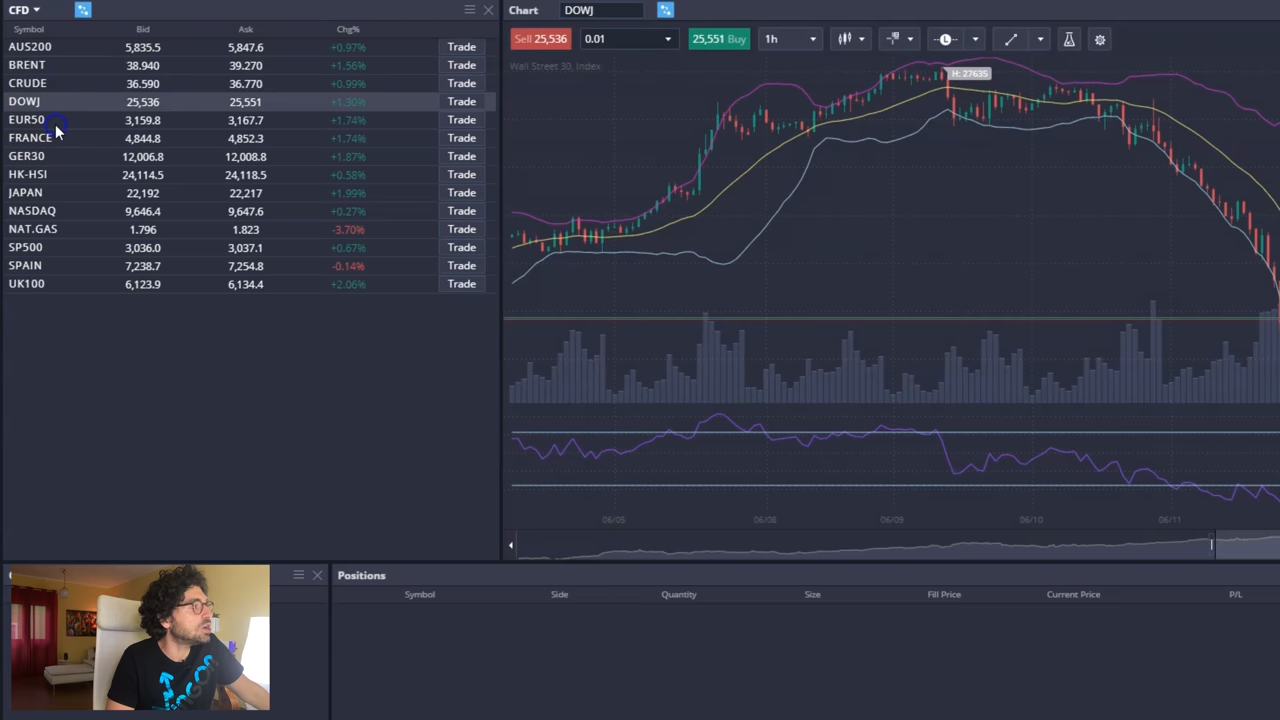 CFD
Symbol Bid Ask Chg%
AUS200 5,835.5 5,847.6 +0.97% Trade
BRENT 38.940 39.270 +1.56% Trade
CRUDE 36.590 36.770 +0.99% Trade
DOWJ 25,536 25,551 +1.30% Trade
EUR50 3,159.8 3,167.7 +1.74% Trade
FRANCE 4,844.8 4,852.3 +1.74% Trade
GER30 12,006.8 12,008.8 +1.87% Trade
HK-HSI 24,114.5 24,118.5 +0.58% Trade
JAPAN 22,192 22,217 +1.99% Trade
NASDAQ 9,646.4 9,647.6 +0.27% Trade
NAT.GAS 1.796 1.823 -3.70% Trade
SP500 3,036.0 3,037.1 +0.67% Trade
SPAIN 7,238.7 7,254.8 -0.14% Trade
UK100 6,123.9 6,134.4 +2.06% Trade
Chart DOWJ
Sell 25,536 0.01 25,551 Buy 1h L
Wall Street 30, Index
H: 27635
06/05 06/08 06/09 06/10 06/11
Positions
Symbol Side Quantity Size Fill Price Current Price P/L